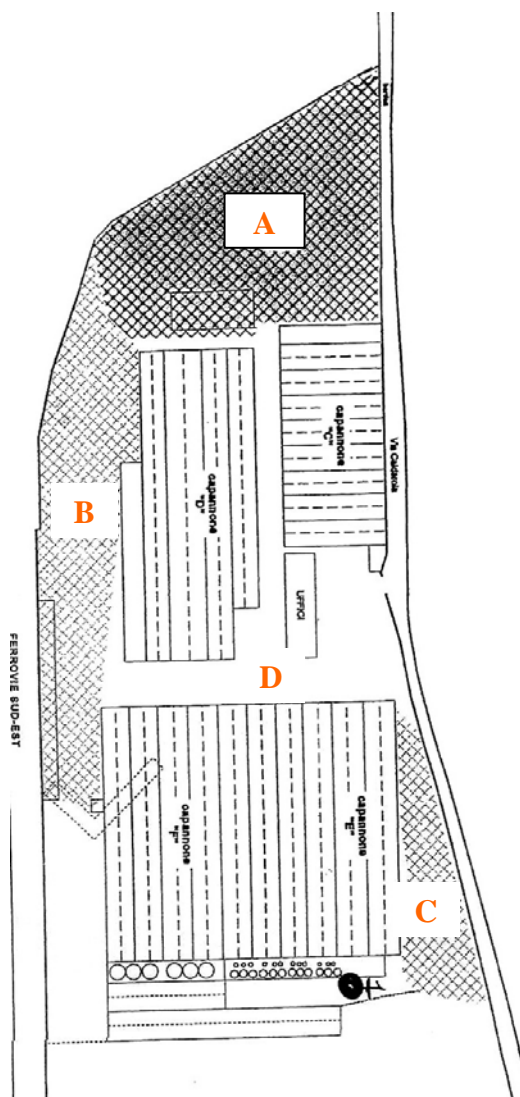 A
capannone
"C"
Via Caldarola
capannone
"D"
B
UFFICI
FERROVIE SUD-EST
D
capannone
"E"
capannone
"F"
C